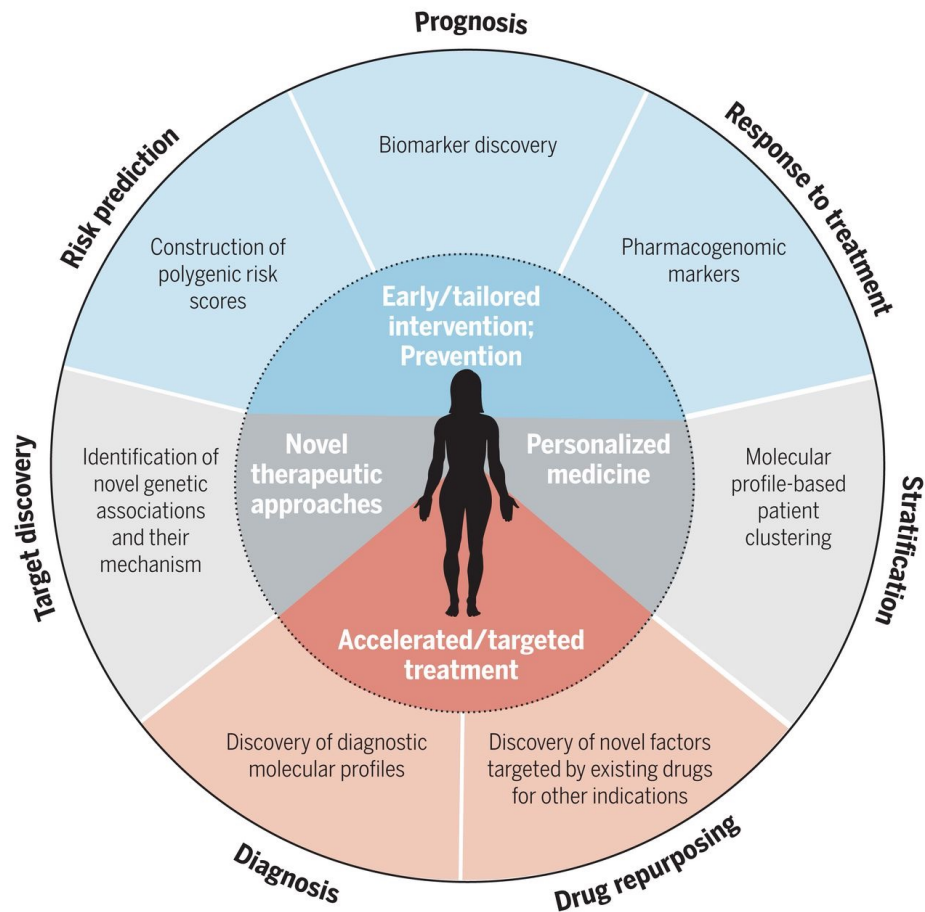 Prognosis
Risk prediction
Response to treatment
Biomarker discovery
Construction of
polygenic risk
scores
Pharmacogenomic
markers
Early/tailored
intervention;
Prevention
Novel
therapeutic
approaches
Personalized
medicine
Target discovery
Identification of
novel genetic
associations
and their
mechanism
Molecular
profile-based
patient
clustering
Stratification
Accelerated/targeted
treatment
Discovery of diagnostic
molecular profiles
Discovery of novel factors
targeted by existing drugs
for other indications
Diagnosis
Drug repurposing